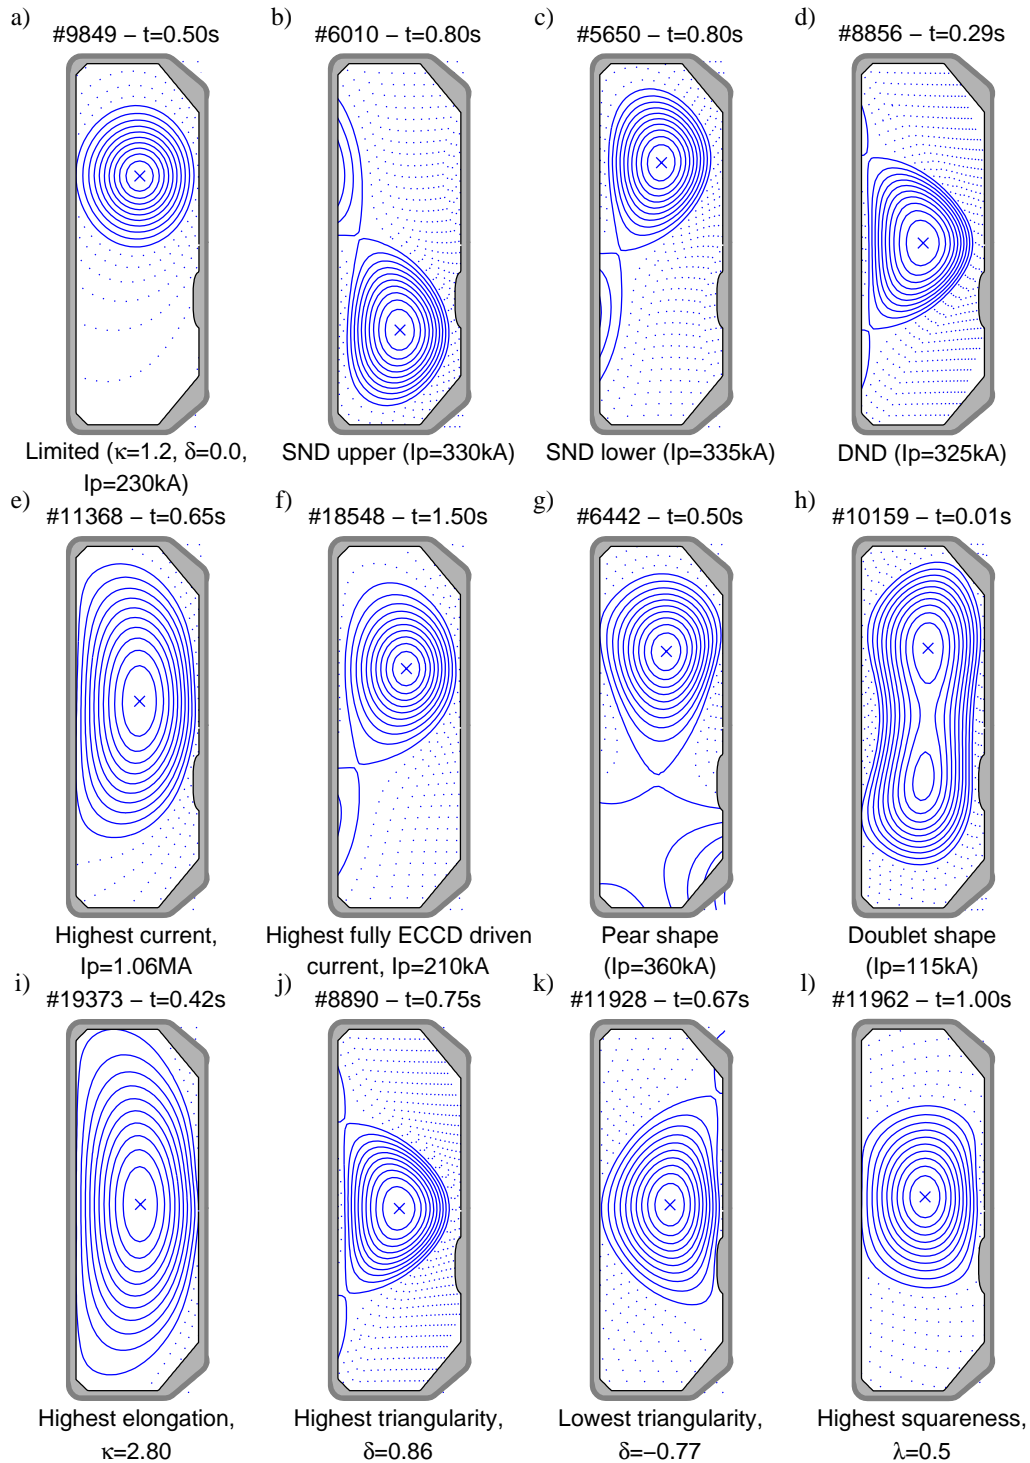 a)
#9849 − t=0.50s
Limited (κ=1.2, δ=0.0,
Ip=230kA)
b)
#6010 − t=0.80s
SND upper (Ip=330kA)
c)
#5650 − t=0.80s
SND lower (Ip=335kA)
d)
#8856 − t=0.29s
DND (Ip=325kA)
e)
#11368 − t=0.65s
Highest current,
Ip=1.06MA
f)
#18548 − t=1.50s
Highest fully ECCD driven
current, Ip=210kA
g)
#6442 − t=0.50s
Pear shape
(Ip=360kA)
h)
#10159 − t=0.01s
Doublet shape
(Ip=115kA)
i)
#19373 − t=0.42s
Highest elongation,
κ=2.80
j)
#8890 − t=0.75s
Highest triangularity,
δ=0.86
k)
#11928 − t=0.67s
Lowest triangularity,
δ=−0.77
l)
#11962 − t=1.00s
Highest squareness,
λ=0.5